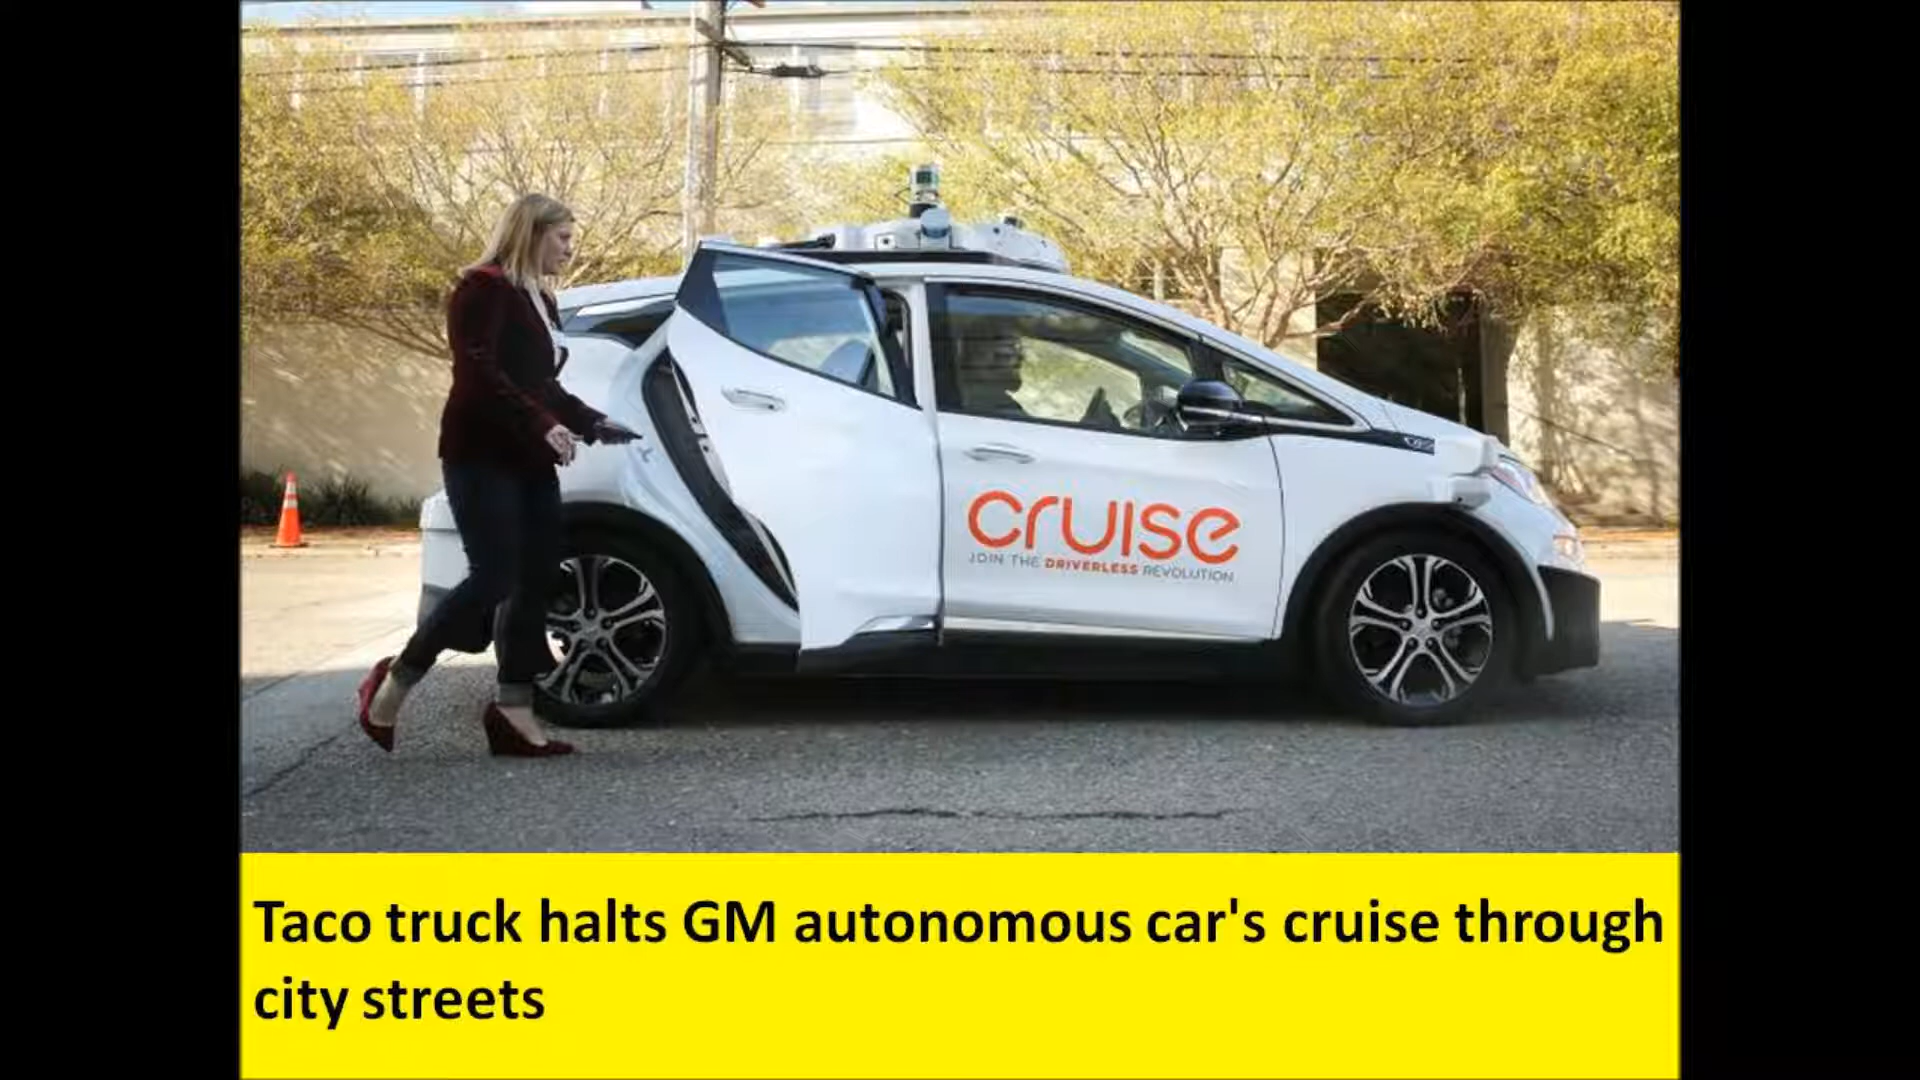 cruise
JOIN THE DRIVERLESS REVOLUTION
Taco truck halts GM autonomous car's cruise through
city streets